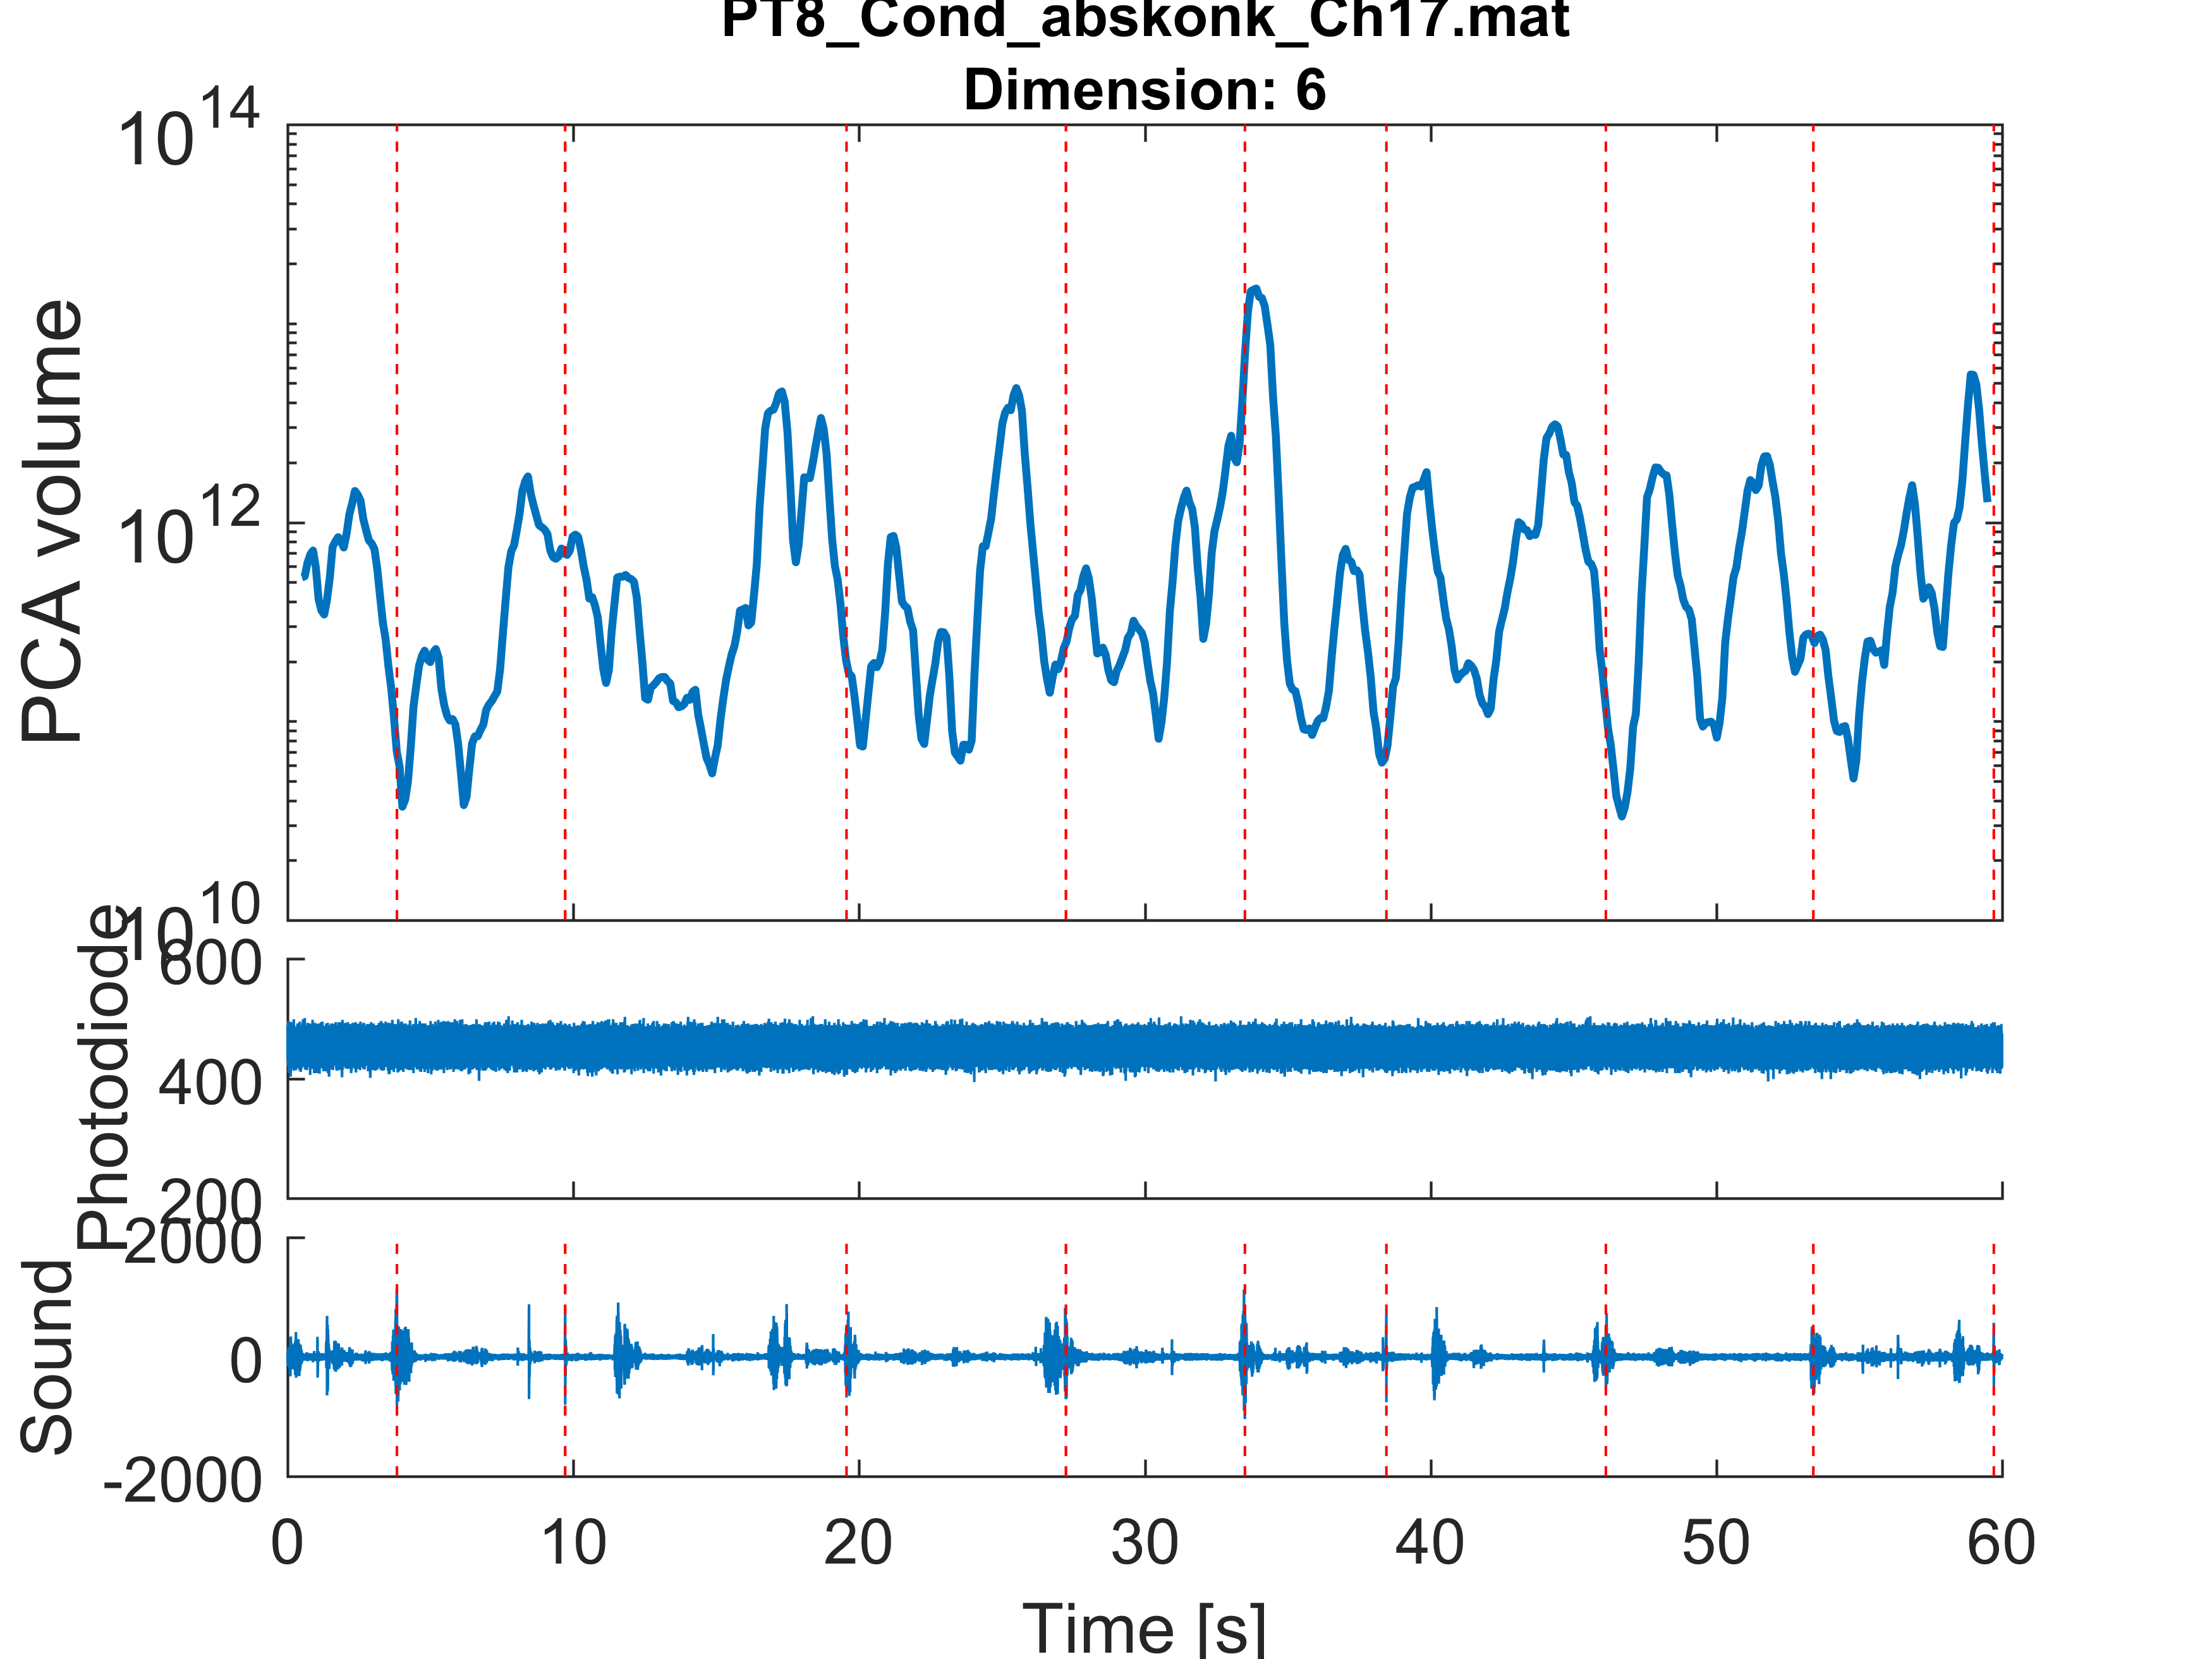 PT8_Cond_abskonk_Ch17.mat
Dimension: 6
10^14
10^12
10^10
PCA volume
600
400
200
Photodiode
2000
0
-2000
Sound
0 10 20 30 40 50 60
Time [s]